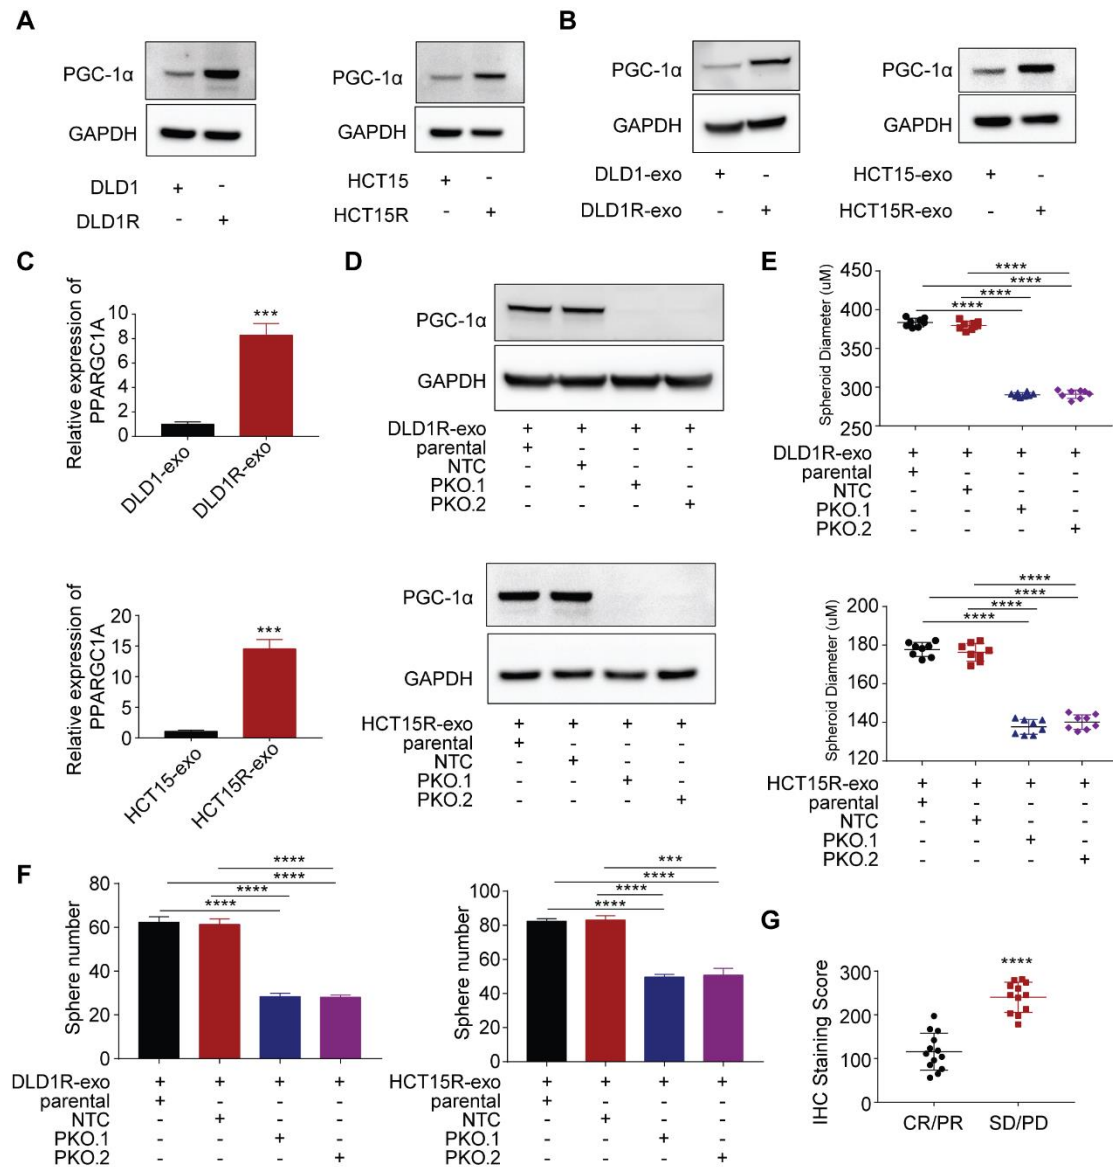 A
PGC-1α
GAPDH
DLD1 + -
DLD1R - +
PGC-1α
GAPDH
HCT15 + -
HCT15R - +
B
PGC-1α
GAPDH
DLD1-exo + -
DLD1R-exo - +
PGC-1α
GAPDH
HCT15-exo + -
HCT15R-exo - +
C
Relative expression of
PPARGC1A
10
8
6
4
2
0
***
DLD1-exo
DLD1R-exo
Relative expression of
PPARGC1A
20
15
10
5
0
***
HCT15-exo
HCT15R-exo
D
PGC-1α
GAPDH
DLD1R-exo + + + +
parental + - - -
NTC - + - -
PKO.1 - - + -
PKO.2 - - - +
PGC-1α
GAPDH
HCT15R-exo + + + +
parental + - - -
NTC - + - -
PKO.1 - - + -
PKO.2 - - - +
E
Spheroid Diameter (uM)
450
400
350
300
250
****
****
****
****
DLD1R-exo + + + +
parental + - - -
NTC - + - -
PKO.1 - - + -
PKO.2 - - - +
Spheroid Diameter (uM)
200
180
160
140
120
****
****
****
****
HCT15R-exo + + + +
parental + - - -
NTC - + - -
PKO.1 - - + -
PKO.2 - - - +
F
Sphere number
80
60
40
20
0
****
****
****
****
DLD1R-exo + + + +
parental + - - -
NTC - + - -
PKO.1 - - + -
PKO.2 - - - +
Sphere number
100
80
60
40
20
0
***
****
****
****
HCT15R-exo + + + +
parental + - - -
NTC - + - -
PKO.1 - - + -
PKO.2 - - - +
G
IHC Staining Score
300
200
100
0
****
CR/PR
SD/PD